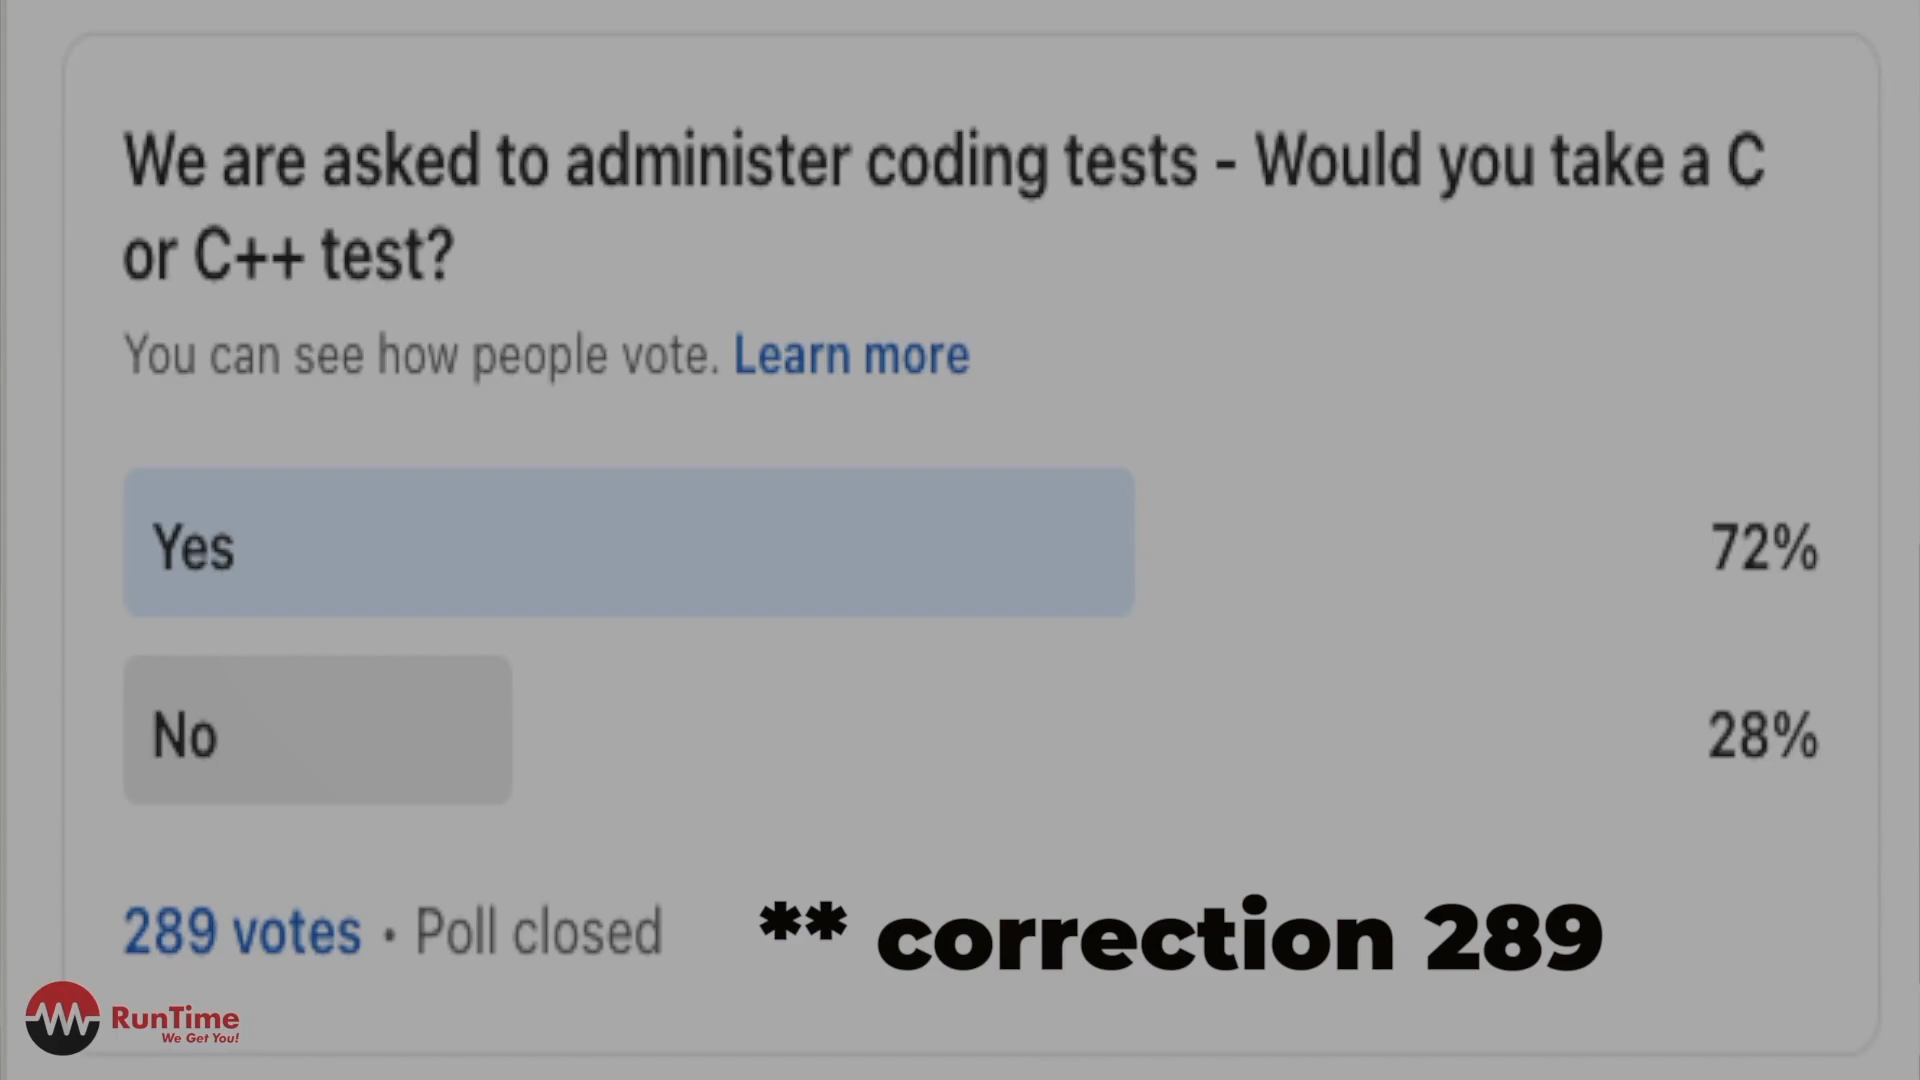 We are asked to administer coding tests - Would you take a C
or C++ test?
You can see how people vote. Learn more
Yes 72%
No 28%
289 votes • Poll closed
** correction 289
RunTime
We Get You!